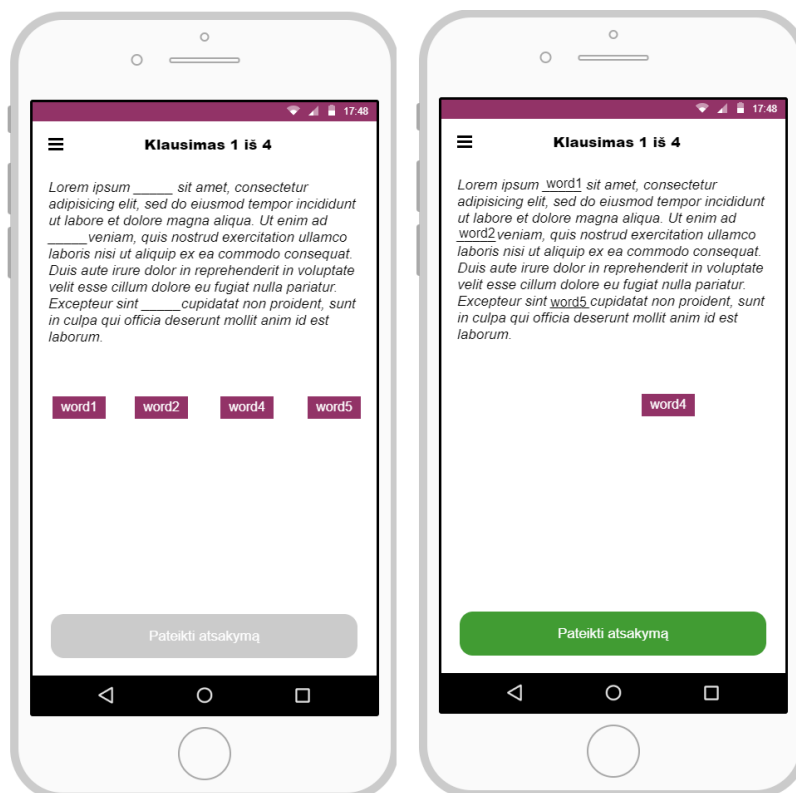 17:48
Klausimas 1 iš 4
Lorem ipsum _____ sit amet, consectetur
adipisicing elit, sed do eiusmod tempor incididunt
ut labore et dolore magna aliqua. Ut enim ad
_____veniam, quis nostrud exercitation ullamco
laboris nisi ut aliquip ex ea commodo consequat.
Duis aute irure dolor in reprehenderit in voluptate
velit esse cillum dolore eu fugiat nulla pariatur.
Excepteur sint _____cupidatat non proident, sunt
in culpa qui officia deserunt mollit anim id est
laborum.
word1 word2 word4 word5
Pateikti atsakymą
17:48
Klausimas 1 iš 4
Lorem ipsum word1 sit amet, consectetur
adipisicing elit, sed do eiusmod tempor incididunt
ut labore et dolore magna aliqua. Ut enim ad
word2 veniam, quis nostrud exercitation ullamco
laboris nisi ut aliquip ex ea commodo consequat.
Duis aute irure dolor in reprehenderit in voluptate
velit esse cillum dolore eu fugiat nulla pariatur.
Excepteur sint word5 cupidatat non proident, sunt
in culpa qui officia deserunt mollit anim id est
laborum.
word4
Pateikti atsakymą